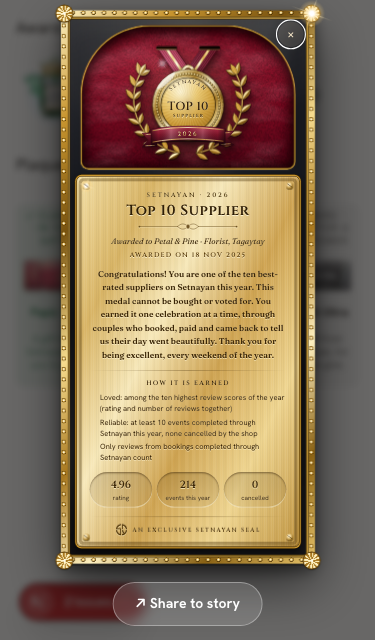 ×
SETNAYAN
TOP 10
SUPPLIER
2026
SETNAYAN · 2026
TOP 10 SUPPLIER
Awarded to Petal & Pine · Florist, Tagaytay
AWARDED ON 18 NOV 2025
Congratulations! You are one of the ten best-
rated suppliers on Setnayan this year. This
medal cannot be bought or voted for. You
earned it one celebration at a time, through
couples who booked, paid and came back to tell
us their day went beautifully. Thank you for
being excellent, every weekend of the year.
HOW IT IS EARNED
Loved: among the ten highest review scores of the year
(rating and number of reviews together)
Reliable: at least 10 events completed through
Setnayan this year, none cancelled by the shop
Only reviews from bookings completed through
Setnayan count
4.96 214 0
rating events this year cancelled
AN EXCLUSIVE SETNAYAN SEAL
↗ Share to story